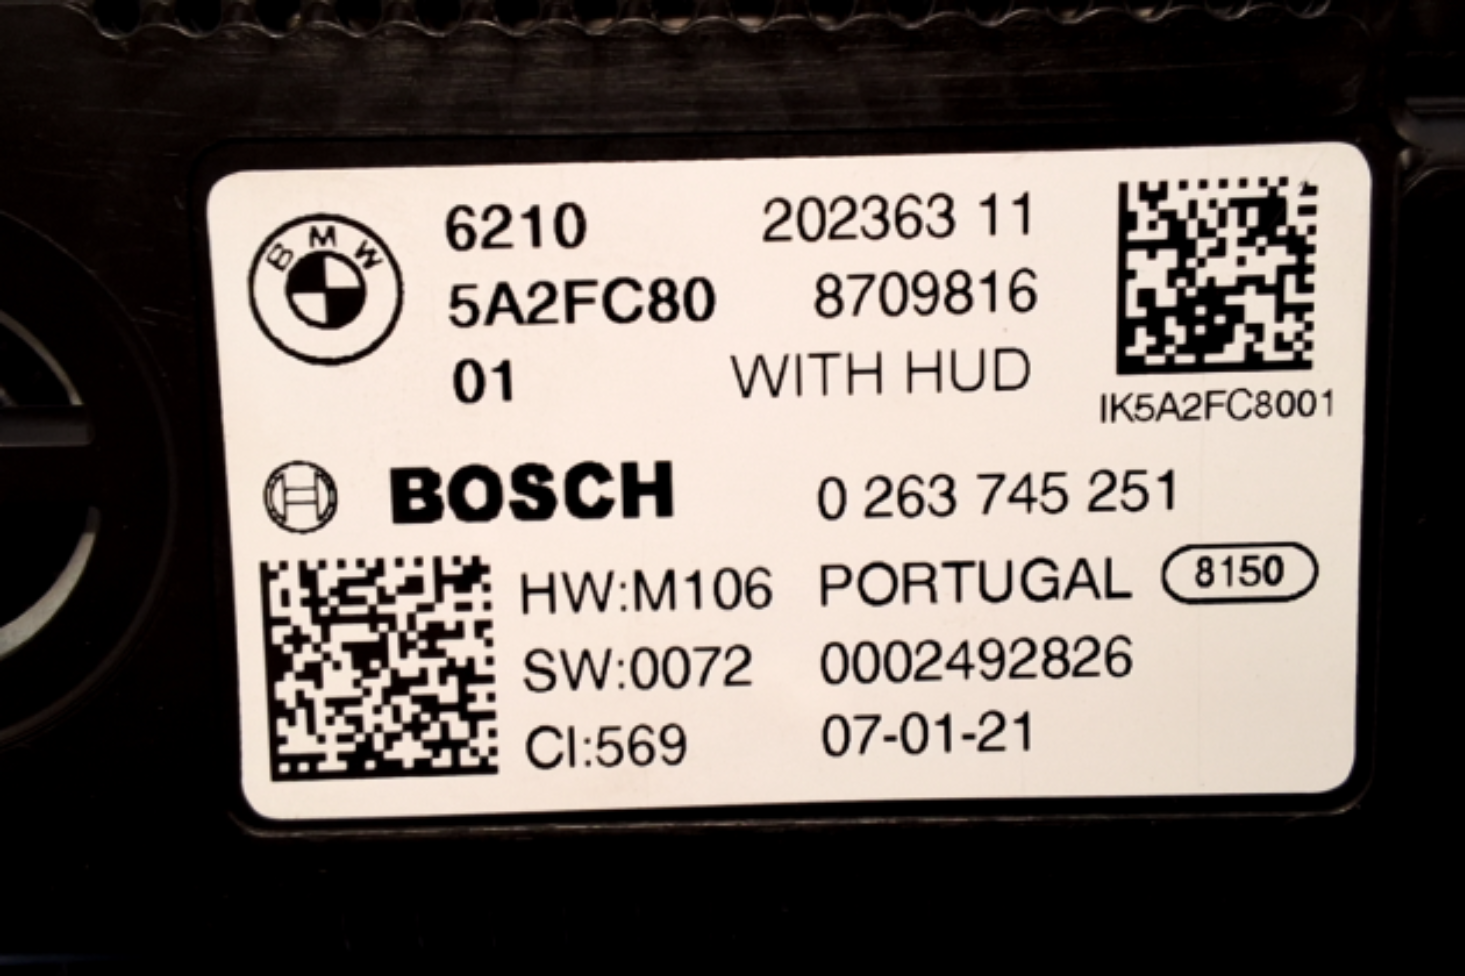 BMW
6210 202363 11
5A2FC80 8709816
01 WITH HUD
IK5A2FC8001
BOSCH 0 263 745 251
HW:M106 PORTUGAL 8150
SW:0072 0002492826
CI:569 07-01-21